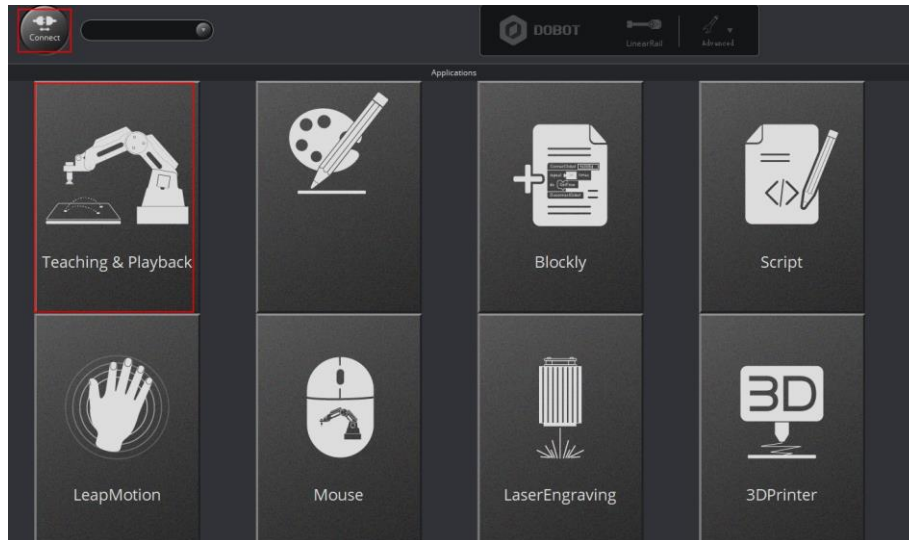 Connect
DOBOT
LinearRail
Advanced
Applications
Teaching & Playback
Blockly
Script
LeapMotion
Mouse
3D
LaserEngraving
3DPrinter